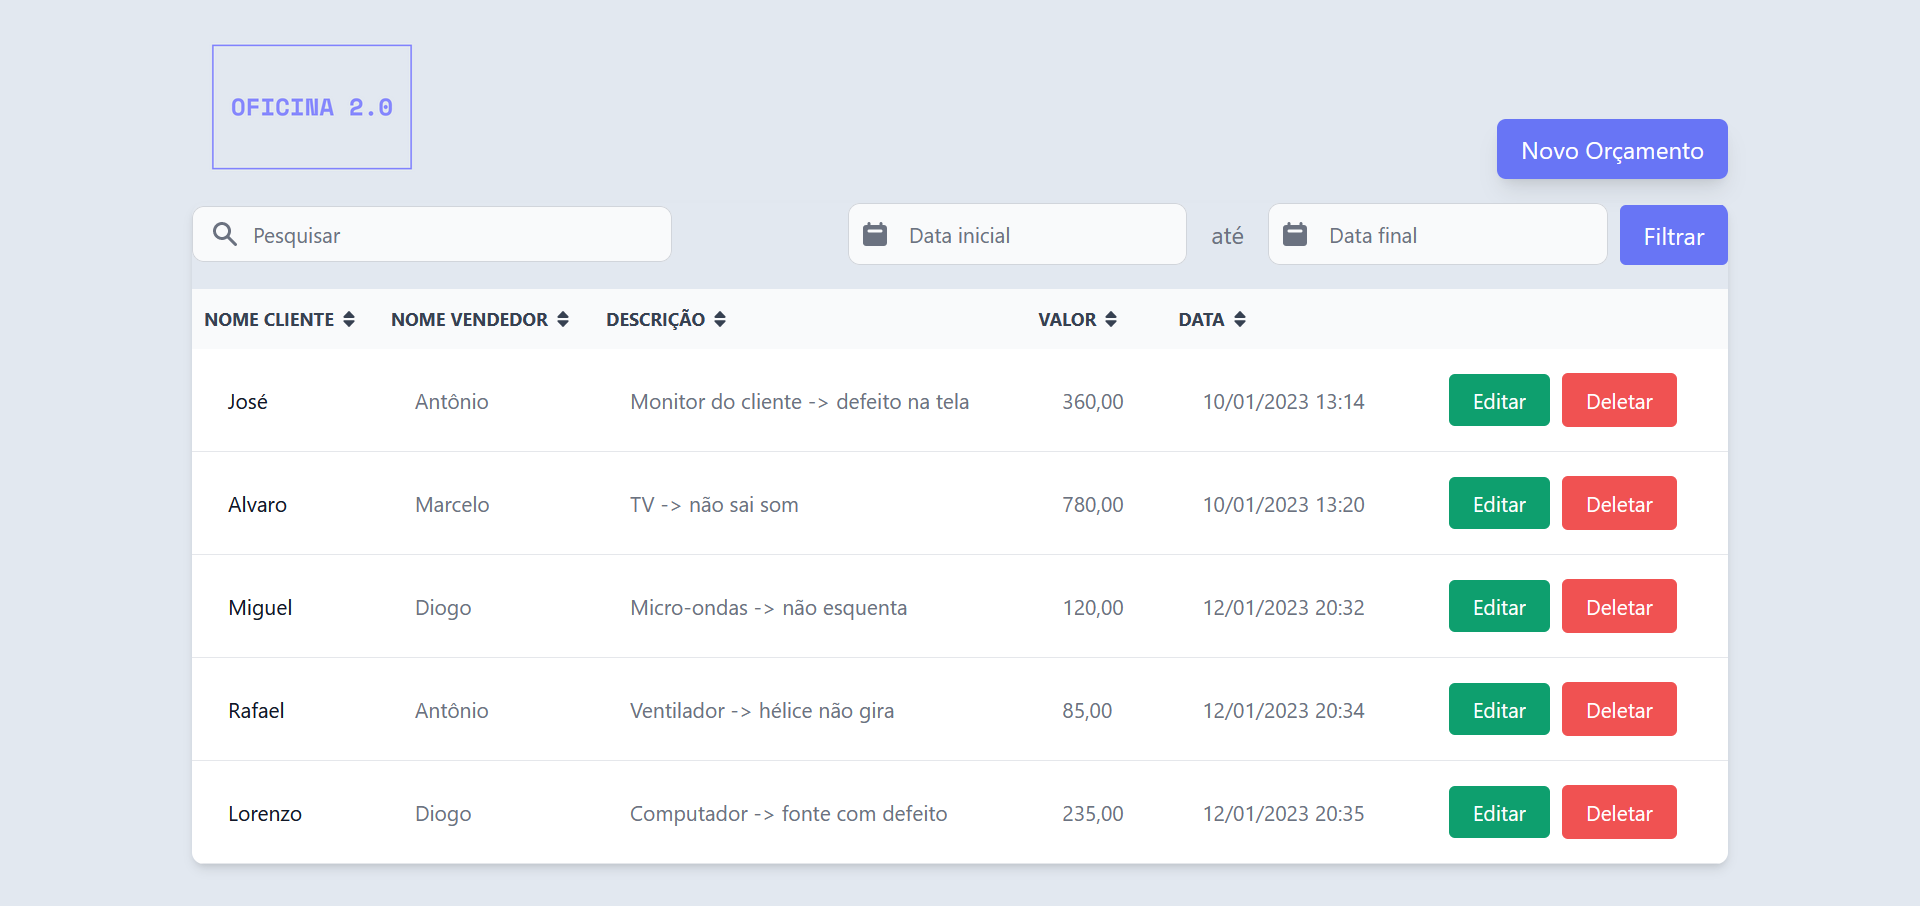 OFICINA 2.0
Novo Orçamento
Pesquisar Data inicial até Data final Filtrar
NOME CLIENTE NOME VENDEDOR DESCRIÇÃO VALOR DATA
José Antônio Monitor do cliente -> defeito na tela 360,00 10/01/2023 13:14 Editar Deletar
Alvaro Marcelo TV -> não sai som 780,00 10/01/2023 13:20 Editar Deletar
Miguel Diogo Micro-ondas -> não esquenta 120,00 12/01/2023 20:32 Editar Deletar
Rafael Antônio Ventilador -> hélice não gira 85,00 12/01/2023 20:34 Editar Deletar
Lorenzo Diogo Computador -> fonte com defeito 235,00 12/01/2023 20:35 Editar Deletar